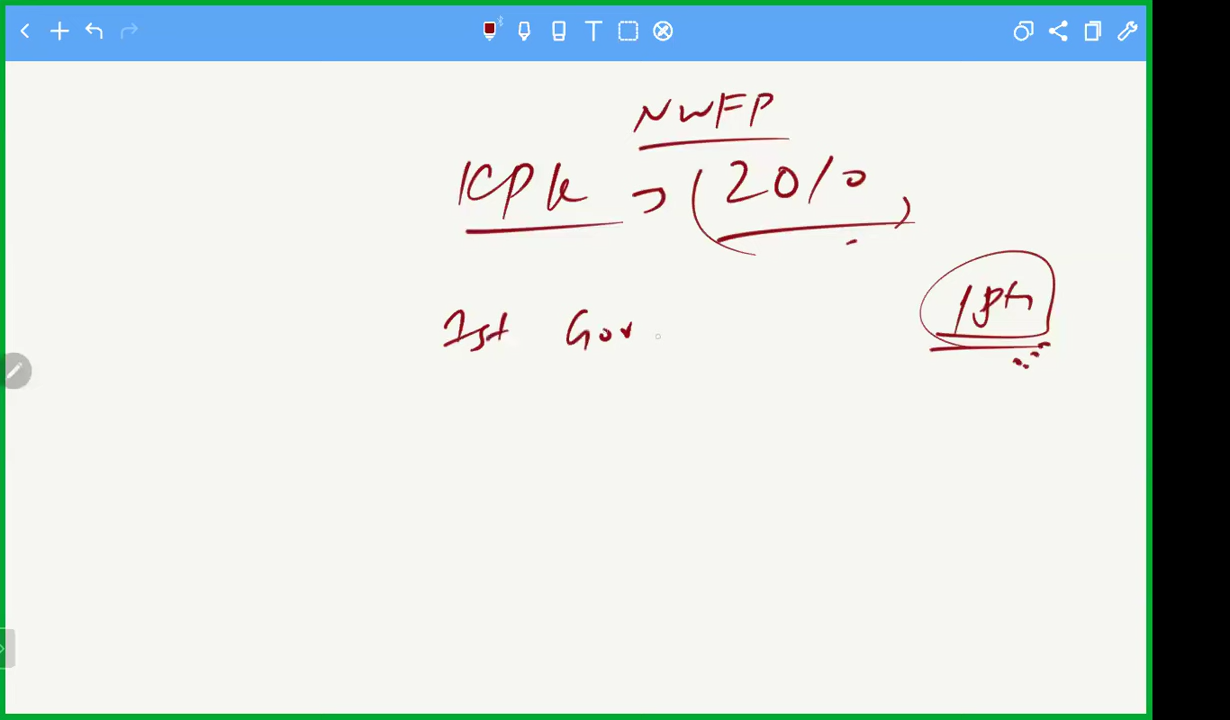 NWFP
KPK → (2010)
18th
1st Gov